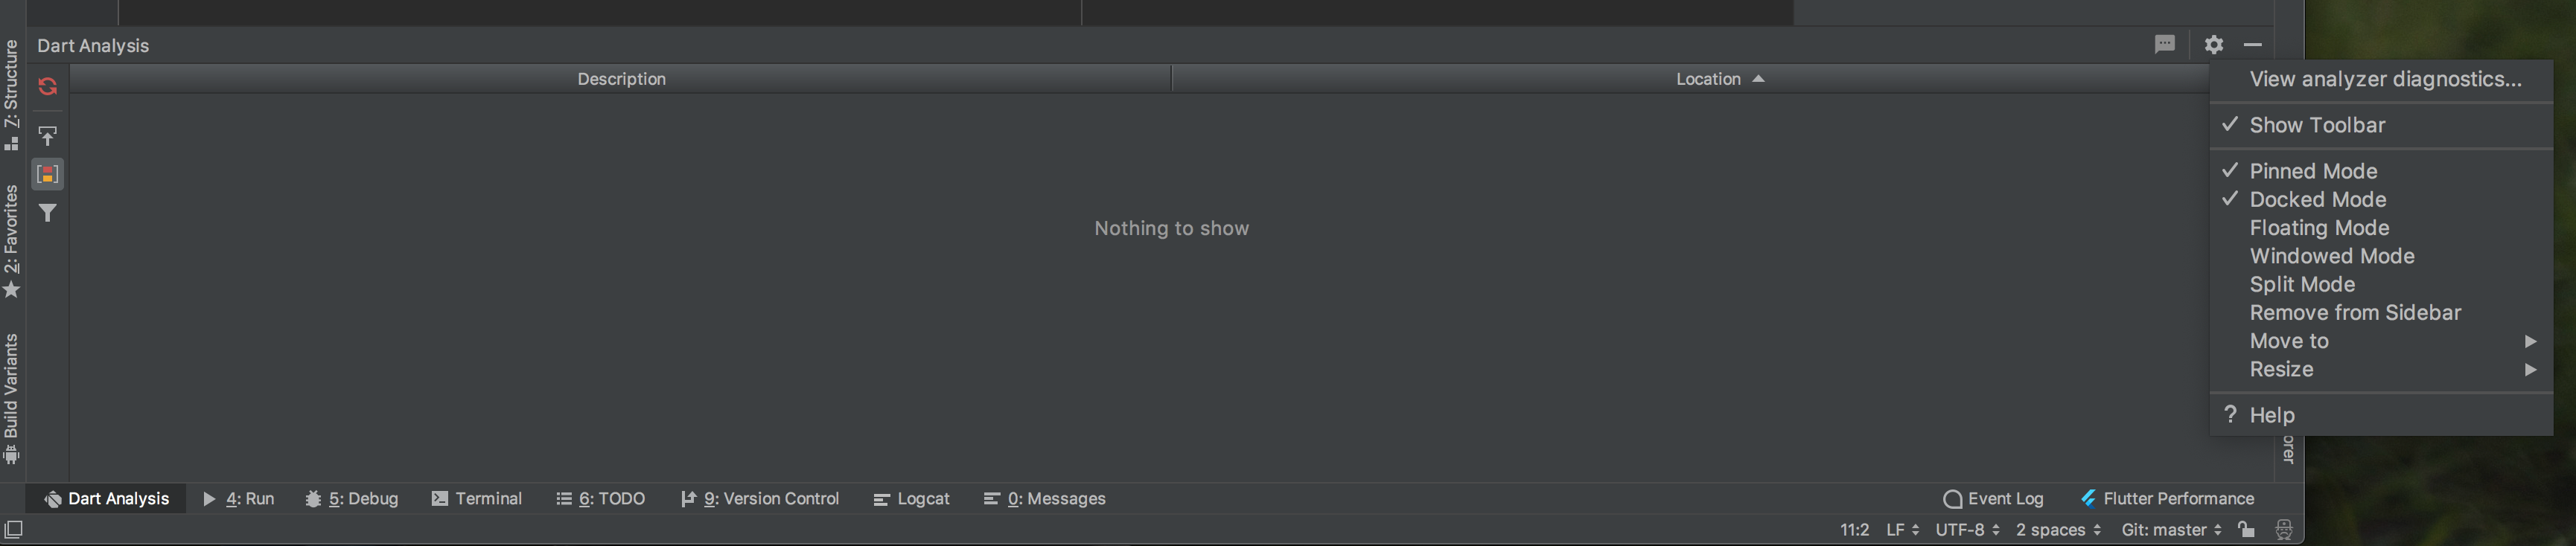 Dart Analysis
Description
Location
Nothing to show
View analyzer diagnostics...
Show Toolbar
Pinned Mode
Docked Mode
Floating Mode
Windowed Mode
Split Mode
Remove from Sidebar
Move to
Resize
? Help
Z: Structure
2: Favorites
Build Variants
orer
Dart Analysis
4: Run
5: Debug
Terminal
6: TODO
9: Version Control
Logcat
0: Messages
Event Log
Flutter Performance
11:2
LF
UTF-8
2 spaces
Git: master